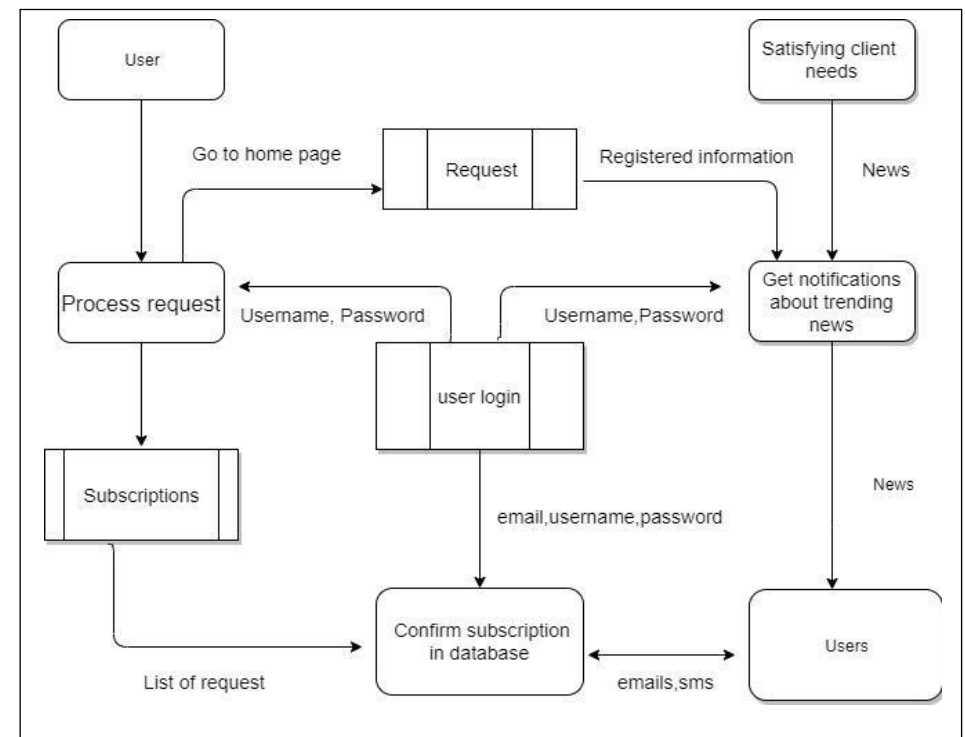 User
Satisfying client
needs
Go to home page
Request
Registered information
News
Process request
Username, Password
Username,Password
Get notifications
about trending
news
user login
Subscriptions
News
email,username,password
Confirm subscription
in database
Users
List of request
emails,sms